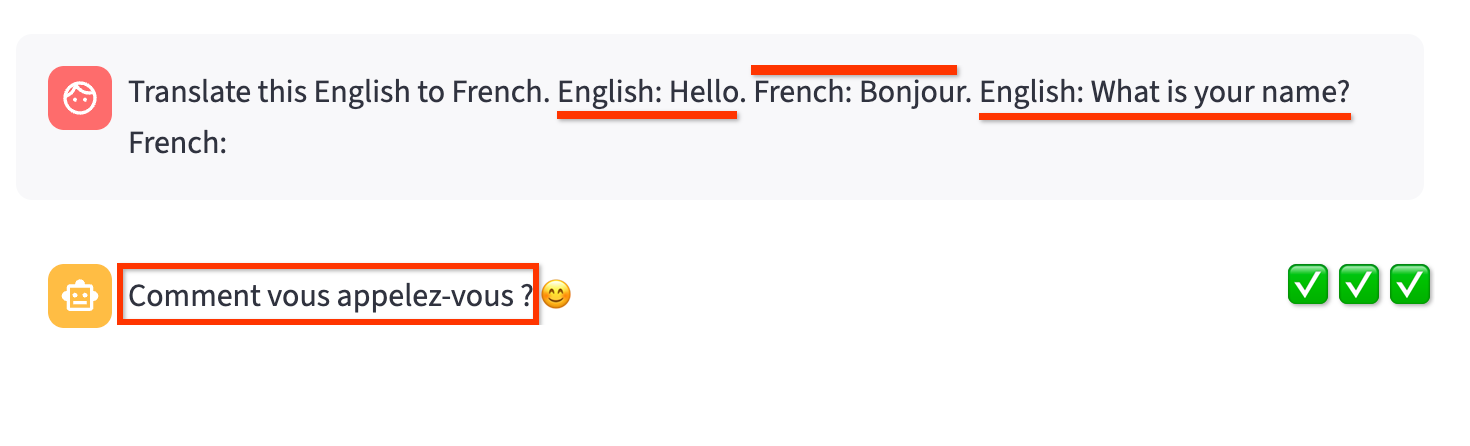 Translate this English to French. English: Hello. French: Bonjour. English: What is your name?
French:
Comment vous appelez-vous ?